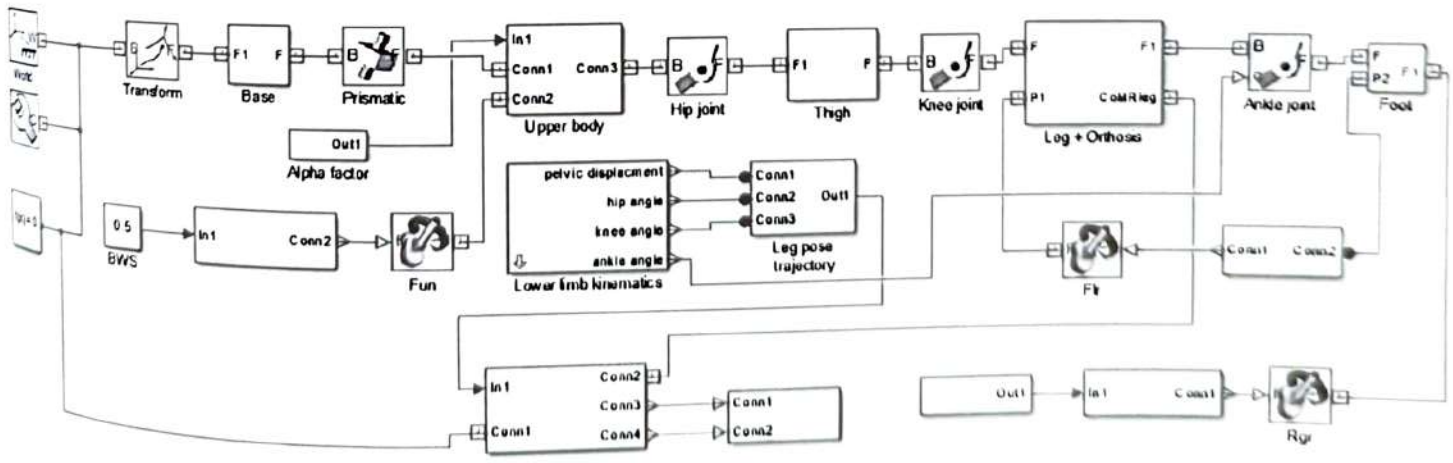 W
World
C
B F
Transform
F1 F
Base
B F
Prismatic
In1
Conn1
Conn2
Conn3
Upper body
B F
Hip joint
F1 F
Thigh
B F
Knee joint
F
P1
F1
CoMRleg
Leg + Orthosis
B F
Ankle joint
F
P2
F1
Foot
Out1
Alpha factor
0.5
BWS
In1
Conn2
Fun
pelvic displacment
hip angle
knee angle
ankle angle
Lower limb kinematics
Conn1
Conn2
Conn3
Out1
Leg pose
trajectory
Conn1
Conn2
In1
Conn1
Conn2
Conn3
Conn4
Conn1
Conn2
Out1
In1
Conn1
Rgr